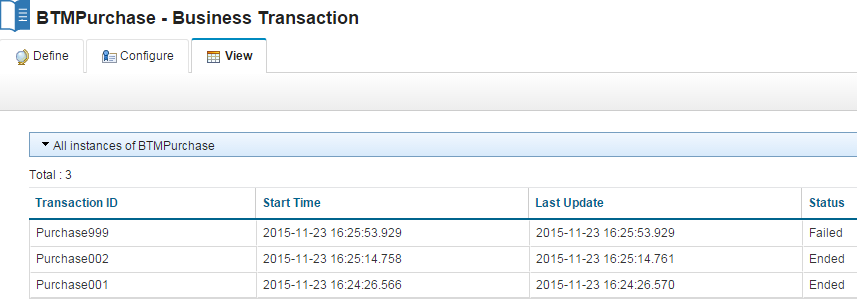 BTMPurchase - Business Transaction
Define Configure View
All instances of BTMPurchase
Total : 3
Transaction ID Start Time Last Update Status
Purchase999 2015-11-23 16:25:53.929 2015-11-23 16:25:53.929 Failed
Purchase002 2015-11-23 16:25:14.758 2015-11-23 16:25:14.761 Ended
Purchase001 2015-11-23 16:24:26.566 2015-11-23 16:24:26.570 Ended